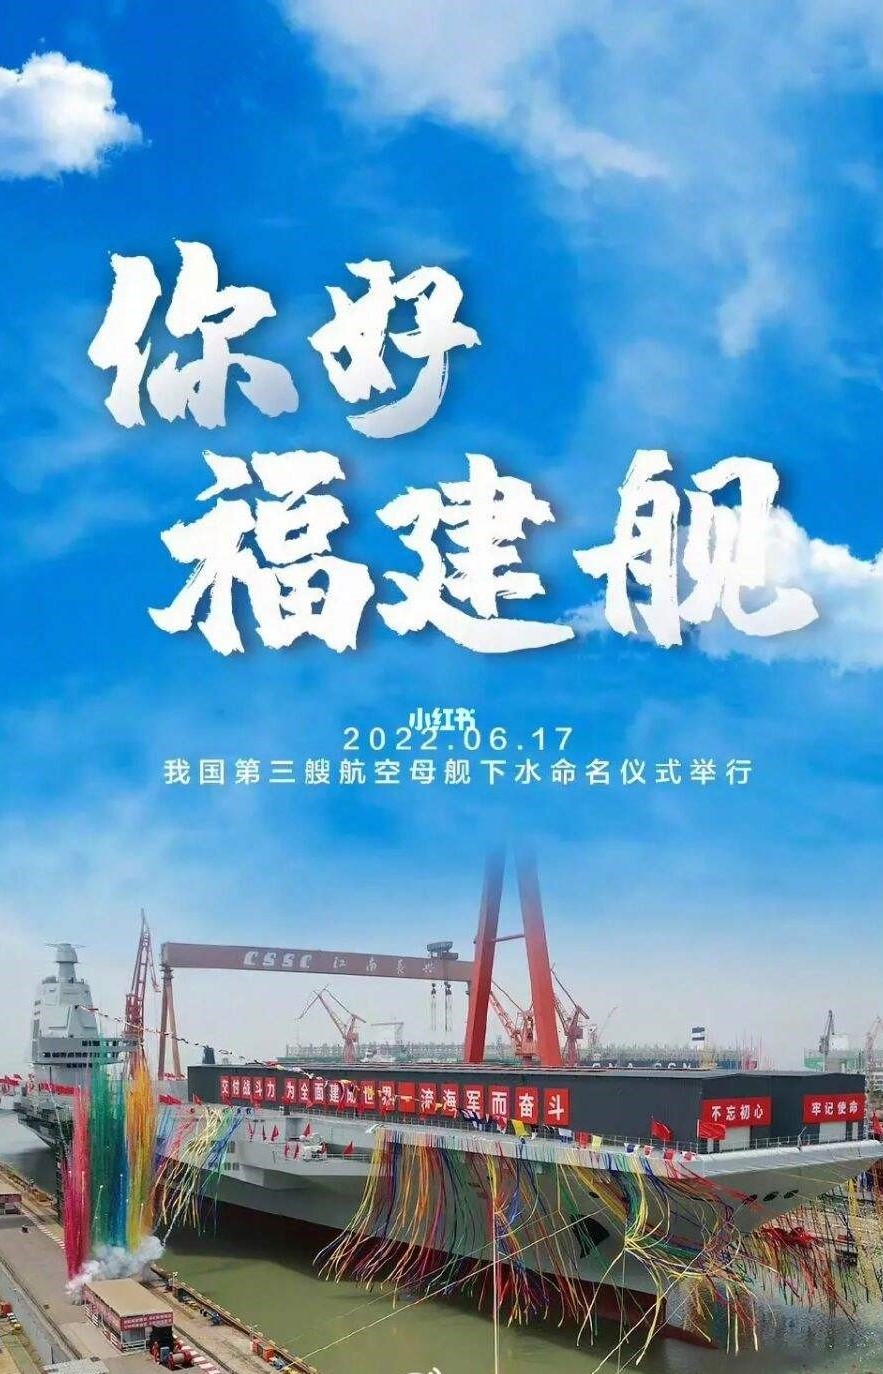 你好
福建舰
小红书
2022.06.17
我国第三艘航空母舰下水命名仪式举行
CSSC 江南长兴
交付战斗力 为全面建成世界一流海军而奋斗
不忘初心
牢记使命